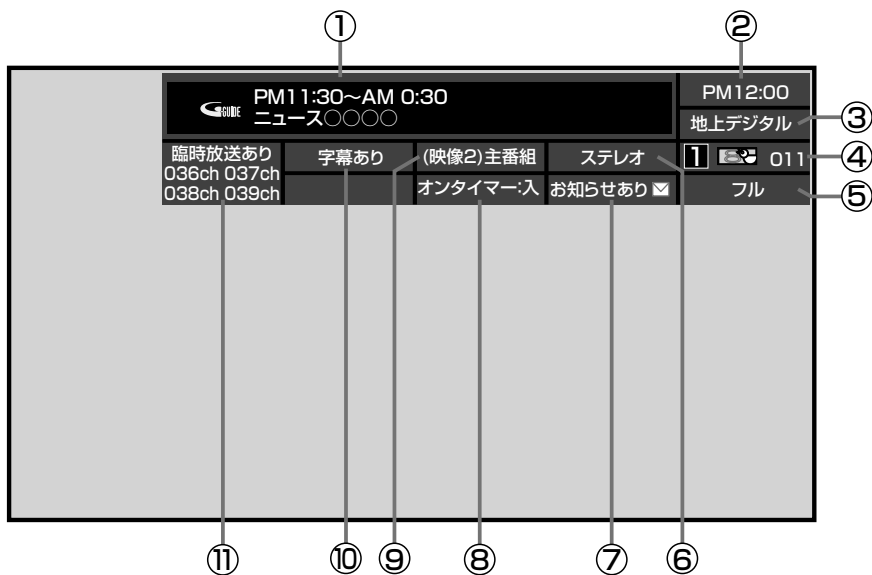 ① ②
GGUIDE PM11:30～AM 0:30
ニュース○○○○
PM12:00
地上デジタル ③
臨時放送あり
036ch 037ch
038ch 039ch
字幕あり
(映像2)主番組
ステレオ
1 011 ④
オンタイマー:入
お知らせあり
フル ⑤
⑪ ⑩ ⑨ ⑧ ⑦ ⑥